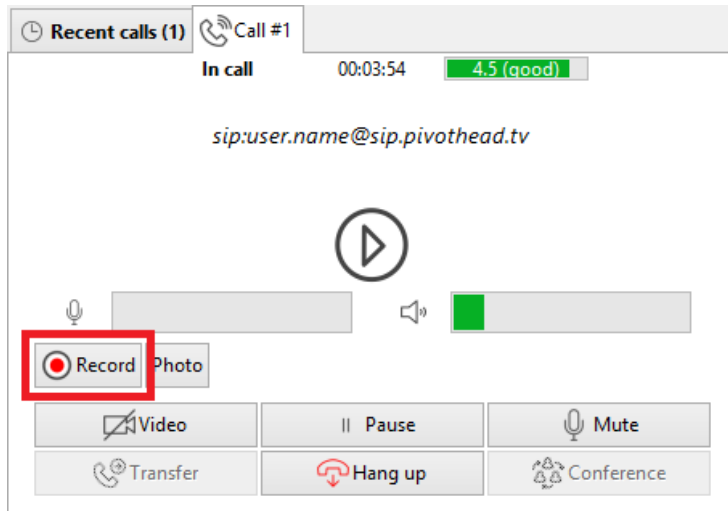 Recent calls (1) Call #1
In call 00:03:54 4.5 (good)
sip:user.name@sip.pivothead.tv
Record Photo
Video Pause Mute
Transfer Hang up Conference